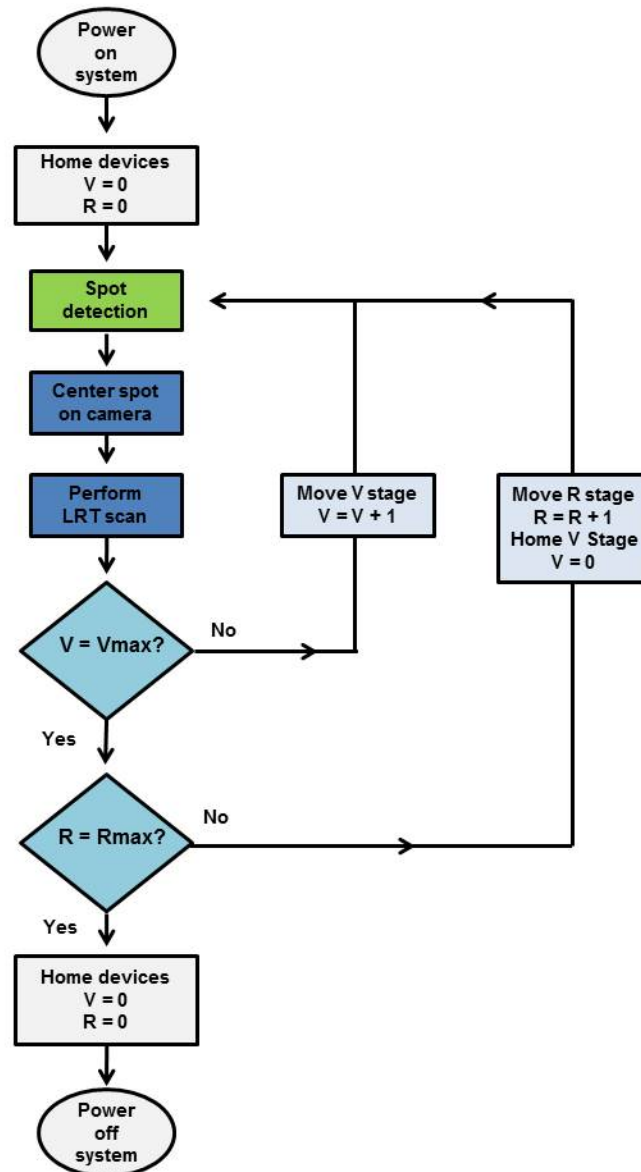 Power
on
system
Home devices
V = 0
R = 0
Spot
detection
Center spot
on camera
Perform
LRT scan
Move V stage
V = V + 1
Move R stage
R = R + 1
Home V Stage
V = 0
V = Vmax?
No
Yes
R = Rmax?
No
Yes
Home devices
V = 0
R = 0
Power
off
system